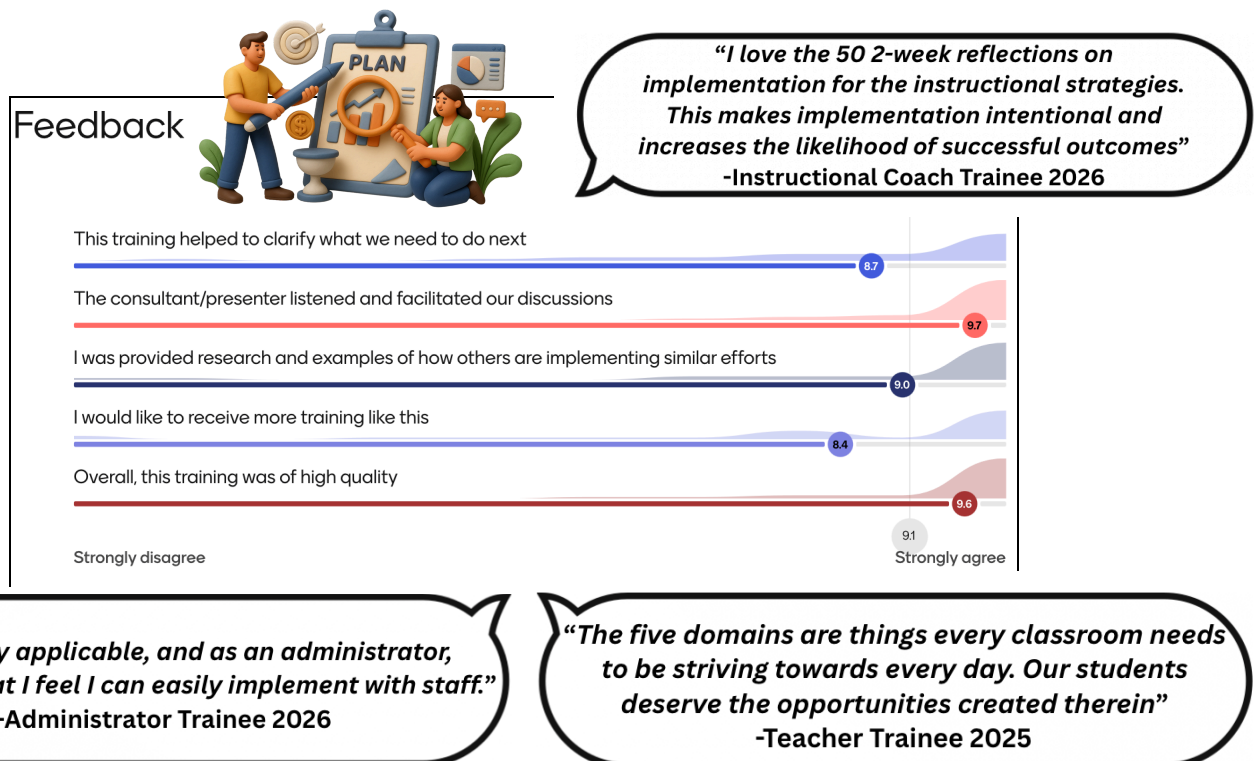 PLAN
Feedback
“I love the 50 2-week reflections on
implementation for the instructional strategies.
This makes implementation intentional and
increases the likelihood of successful outcomes”
-Instructional Coach Trainee 2026
This training helped to clarify what we need to do next
8.7
The consultant/presenter listened and facilitated our discussions
9.7
I was provided research and examples of how others are implementing similar efforts
9.0
I would like to receive more training like this
8.4
Overall, this training was of high quality
9.6
9.1
Strongly disagree
Strongly agree
y applicable, and as an administrator,
at I feel I can easily implement with staff.”
-Administrator Trainee 2026
“The five domains are things every classroom needs
to be striving towards every day. Our students
deserve the opportunities created therein”
-Teacher Trainee 2025